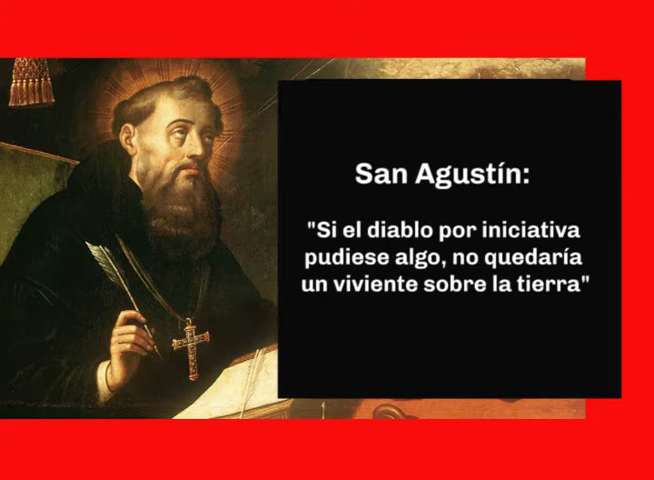 San Agustín:
"Si el diablo por iniciativa
pudiese algo, no quedaría
un viviente sobre la tierra"